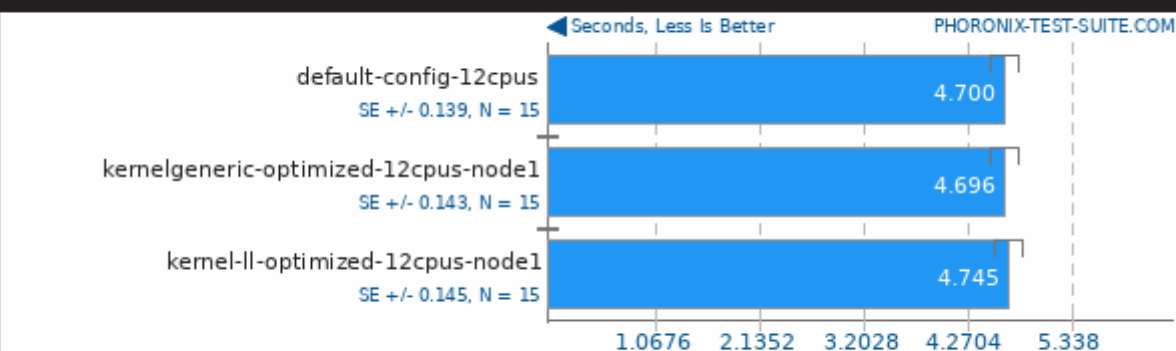 Seconds, Less Is Better PHORONIX-TEST-SUITE.COM
default-config-12cpus
SE +/- 0.139, N = 15
4.700
kernelgeneric-optimized-12cpus-node1
SE +/- 0.143, N = 15
4.696
kernel-ll-optimized-12cpus-node1
SE +/- 0.145, N = 15
4.745
1.0676 2.1352 3.2028 4.2704 5.338